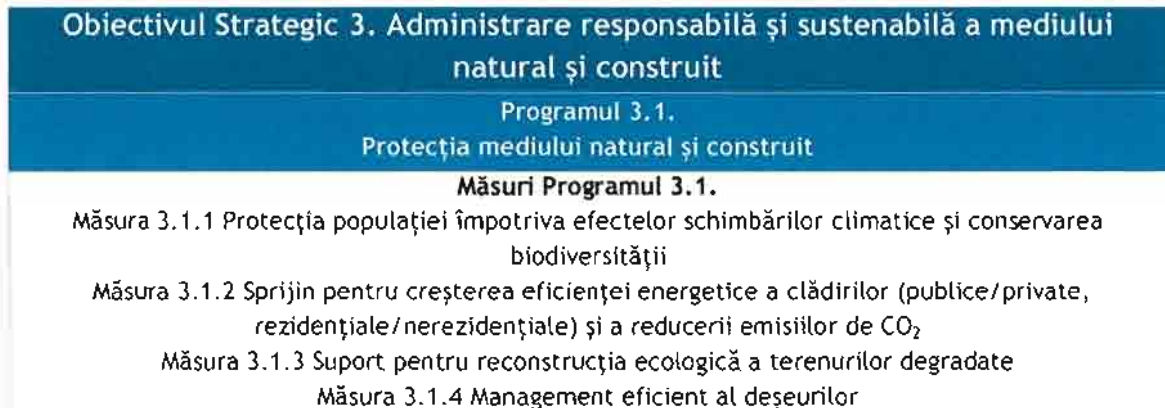 Obiectivul Strategic 3. Administrare responsabilă și sustenabilă a mediului
natural și construit
Programul 3.1.
Protecția mediului natural și construit
Măsuri Programul 3.1.
Măsura 3.1.1 Protecția populației împotriva efectelor schimbărilor climatice și conservarea
biodiversității
Măsura 3.1.2 Sprijin pentru creșterea eficienței energetice a clădirilor (publice/private,
rezidențiale/nerezidențiale) și a reducerii emisiilor de CO₂
Măsura 3.1.3 Suport pentru reconstrucția ecologică a terenurilor degradate
Măsura 3.1.4 Management eficient al deșeurilor